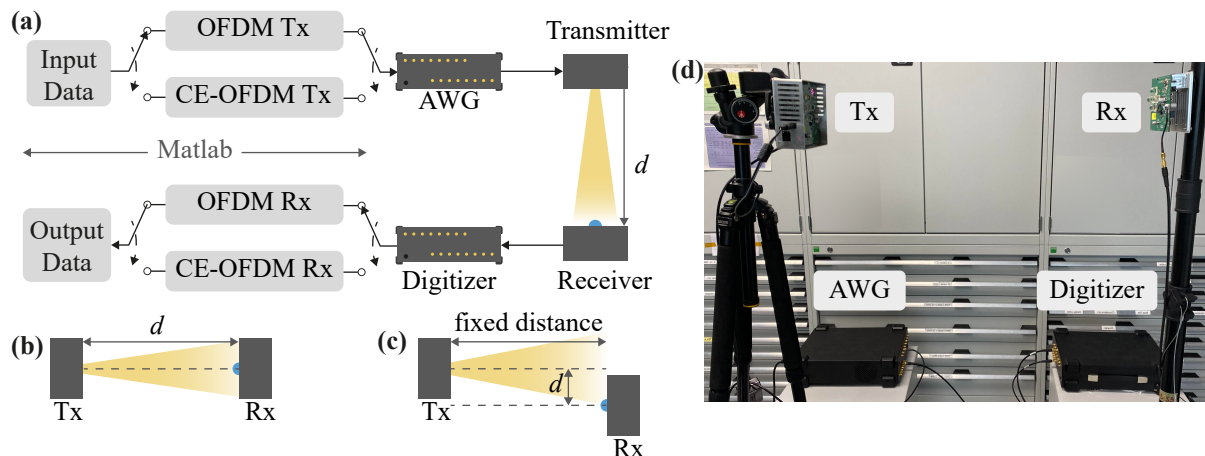 (a)
OFDM Tx
Input
Data
CE-OFDM Tx
AWG
Transmitter
Matlab
d
OFDM Rx
Output
Data
CE-OFDM Rx
Digitizer
Receiver
(b)
d
Tx
Rx
(c)
fixed distance
d
Tx
Rx
(d)
Tx
Rx
AWG
Digitizer